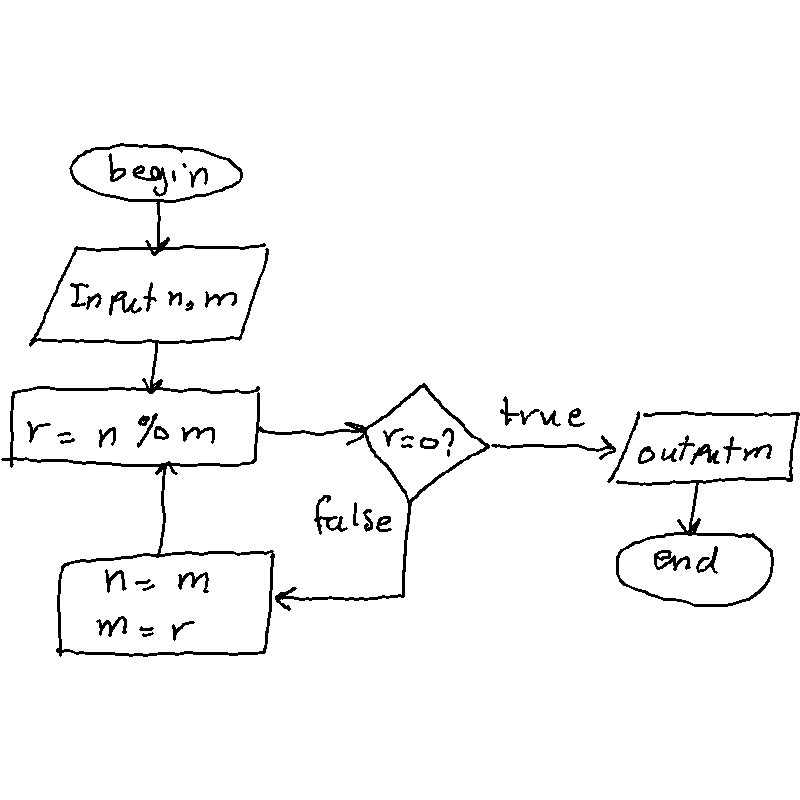 begin
Input n, m
r = n % m
r=0?
true
output m
false
end
n = m
m = r